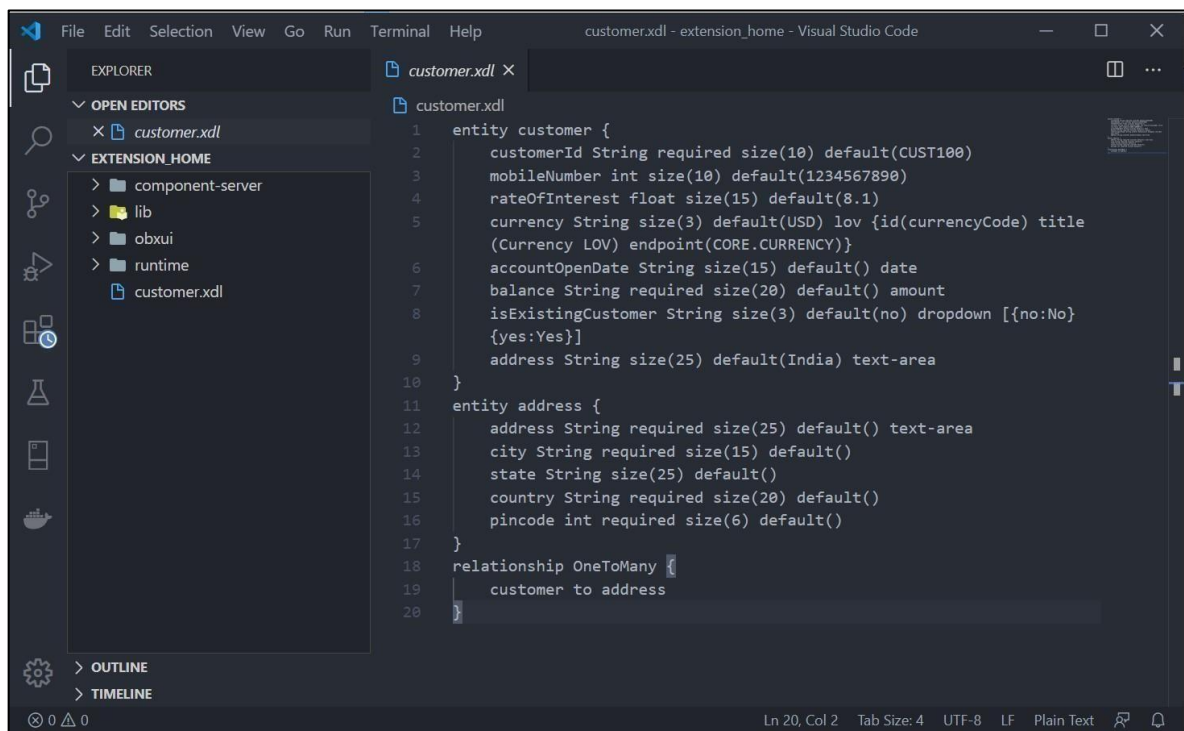 File Edit Selection View Go Run Terminal Help customer.xdl - extension_home - Visual Studio Code
EXPLORER
OPEN EDITORS
customer.xdl
EXTENSION_HOME
component-server
lib
obxui
runtime
customer.xdl
OUTLINE
TIMELINE
customer.xdl
customer.xdl
1 entity customer {
2 customerId String required size(10) default(CUST100)
3 mobileNumber int size(10) default(1234567890)
4 rateOfInterest float size(15) default(8.1)
5 currency String size(3) default(USD) lov {id(currencyCode) title
(Currency LOV) endpoint(CORE.CURRENCY)}
6 accountOpenDate String size(15) default() date
7 balance String required size(20) default() amount
8 isExistingCustomer String size(3) default(no) dropdown [{no:No}
{yes:Yes}]
9 address String size(25) default(India) text-area
10 }
11 entity address {
12 address String required size(25) default() text-area
13 city String required size(15) default()
14 state String size(25) default()
15 country String required size(20) default()
16 pincode int required size(6) default()
17 }
18 relationship OneToMany {
19 customer to address
20 }
0 0 Ln 20, Col 2 Tab Size: 4 UTF-8 LF Plain Text